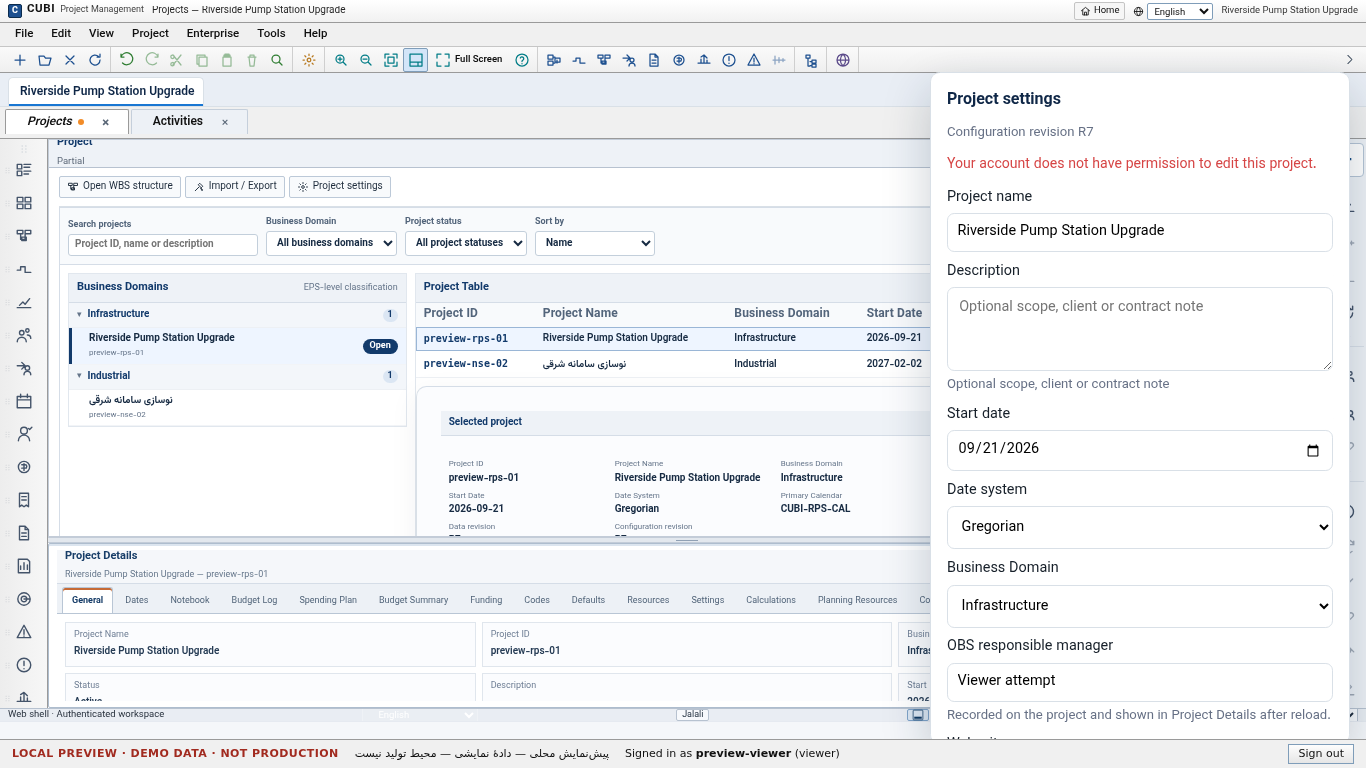 CUBI Project Management Projects — Riverside Pump Station Upgrade Home English Riverside Pump Station Upgrade
File Edit View Project Enterprise Tools Help
Full Screen
Riverside Pump Station Upgrade
Projects × Activities ×
Project
Partial
Open WBS structure Import / Export Project settings
Search projects Business Domain Project status Sort by
Project ID, name or description All business domains All project statuses Name
Business Domains EPS-level classification
Infrastructure 1
Riverside Pump Station Upgrade
preview-rps-01
Open
Industrial 1
نوسازی سامانه شرقی
preview-nse-02
Project Table
Project ID Project Name Business Domain Start Date
preview-rps-01 Riverside Pump Station Upgrade Infrastructure 2026-09-21
preview-nse-02 نوسازی سامانه شرقی Industrial 2027-02-02
Selected project
Project ID Project Name Business Domain
preview-rps-01 Riverside Pump Station Upgrade Infrastructure
Start Date Date System Primary Calendar
2026-09-21 Gregorian CUBI-RPS-CAL
Data revision Configuration revision
Project Details
Riverside Pump Station Upgrade — preview-rps-01
General Dates Notebook Budget Log Spending Plan Budget Summary Funding Codes Defaults Resources Settings Calculations Planning Resources
Project Name Project ID
Riverside Pump Station Upgrade preview-rps-01
Status Description Start
Active
Web shell · Authenticated workspace English Jalali
Project settings
Configuration revision R7
Your account does not have permission to edit this project.
Project name
Riverside Pump Station Upgrade
Description
Optional scope, client or contract note
Optional scope, client or contract note
Start date
09/21/2026
Date system
Gregorian
Business Domain
Infrastructure
OBS responsible manager
Viewer attempt
Recorded on the project and shown in Project Details after reload.
LOCAL PREVIEW · DEMO DATA · NOT PRODUCTION پیش‌نمایش محلی — دادهٔ نمایشی — محیط تولید نیست Signed in as preview-viewer (viewer) Sign out